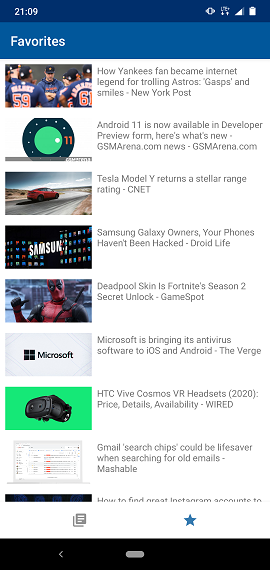 21:09
Favorites
How Yankees fan became internet
legend for trolling Astros: 'Gasps' and
smiles - New York Post
Android 11 is now available in Developer
Preview form, here's what's new -
GSMArena.com news - GSMArena.com
11
GSMARENA
Tesla Model Y returns a stellar range
rating - CNET
Samsung Galaxy Owners, Your Phones
Haven't Been Hacked - Droid Life
SAMSUNG
Deadpool Skin Is Fortnite's Season 2
Secret Unlock - GameSpot
Microsoft is bringing its antivirus
software to iOS and Android - The Verge
Microsoft
HTC Vive Cosmos VR Headsets (2020):
Price, Details, Availability - WIRED
Gmail 'search chips' could be lifesaver
when searching for old emails -
Mashable
How to find great Instagram accounts to